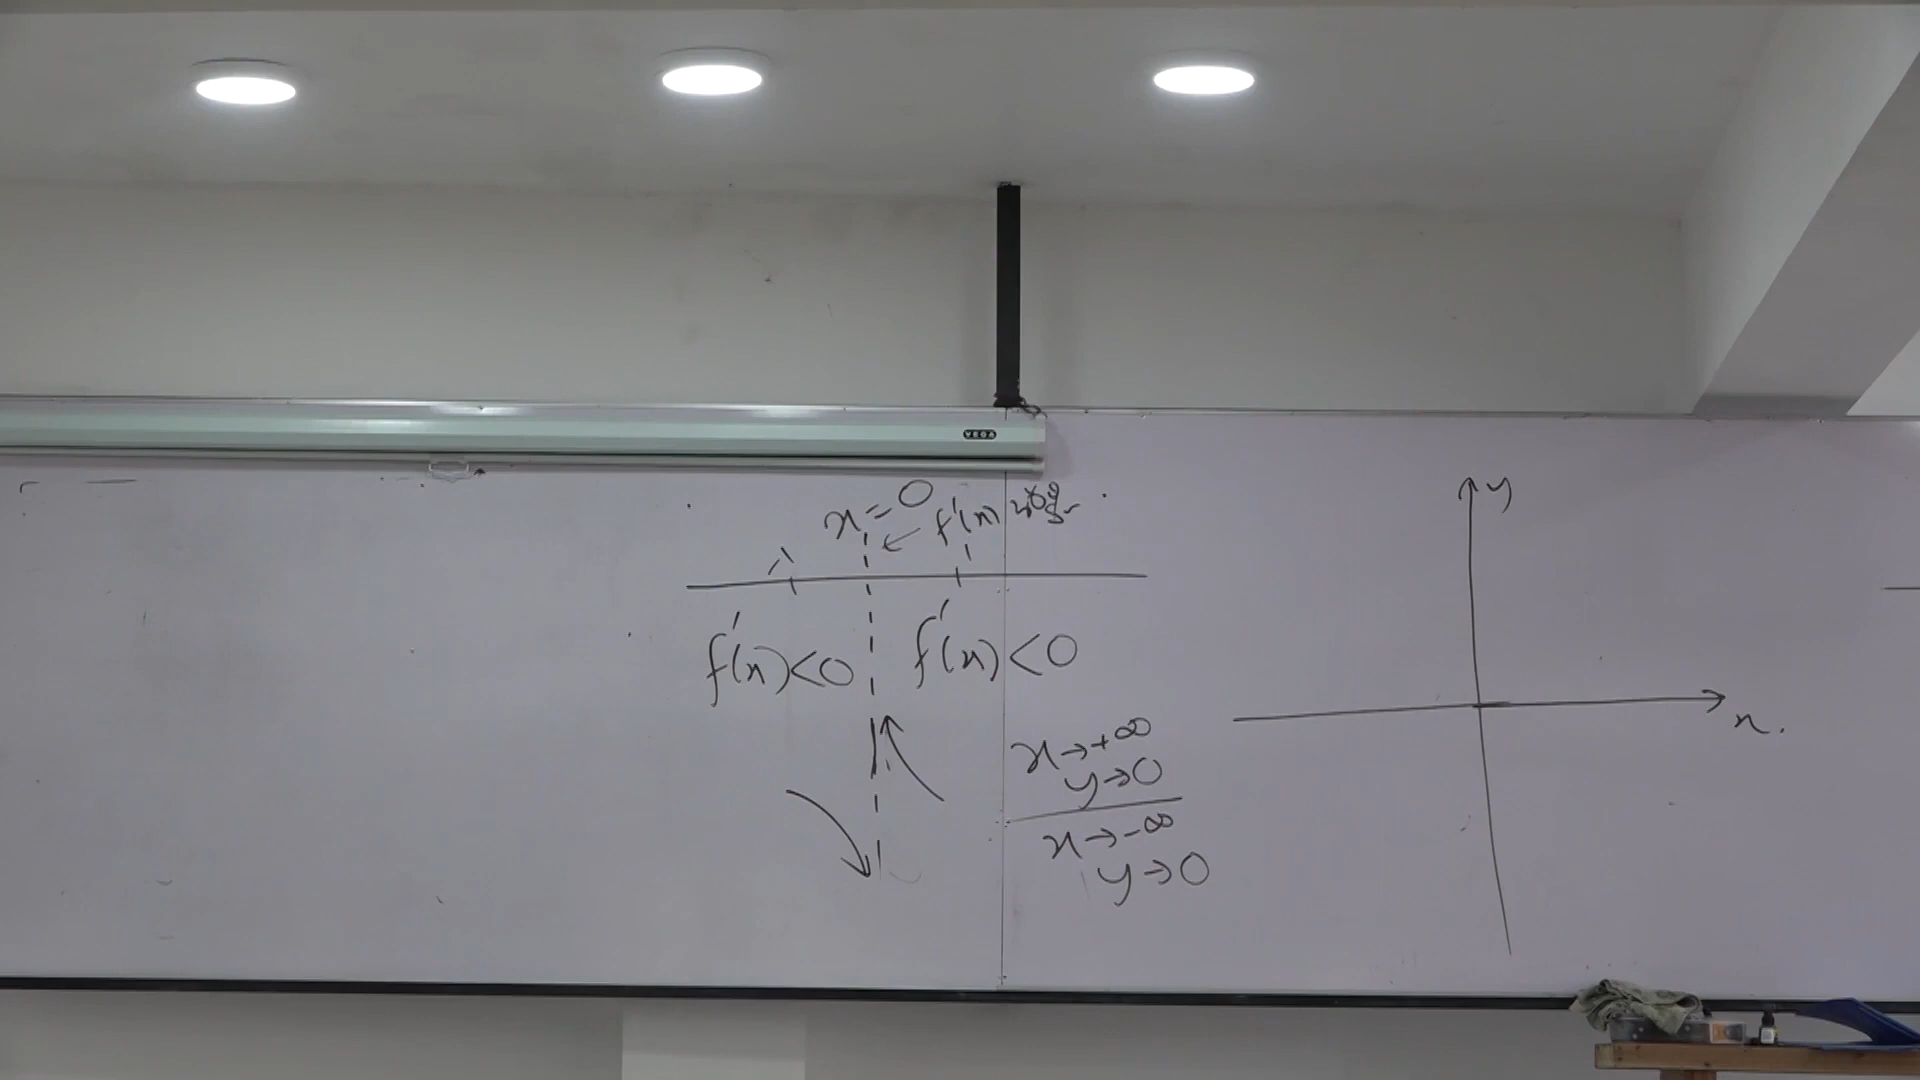 VEGA
x=0
f'(x)
f'(x)<0
f'(x)<0
x→+∞
y→0
x→-∞
y→0
y
x.